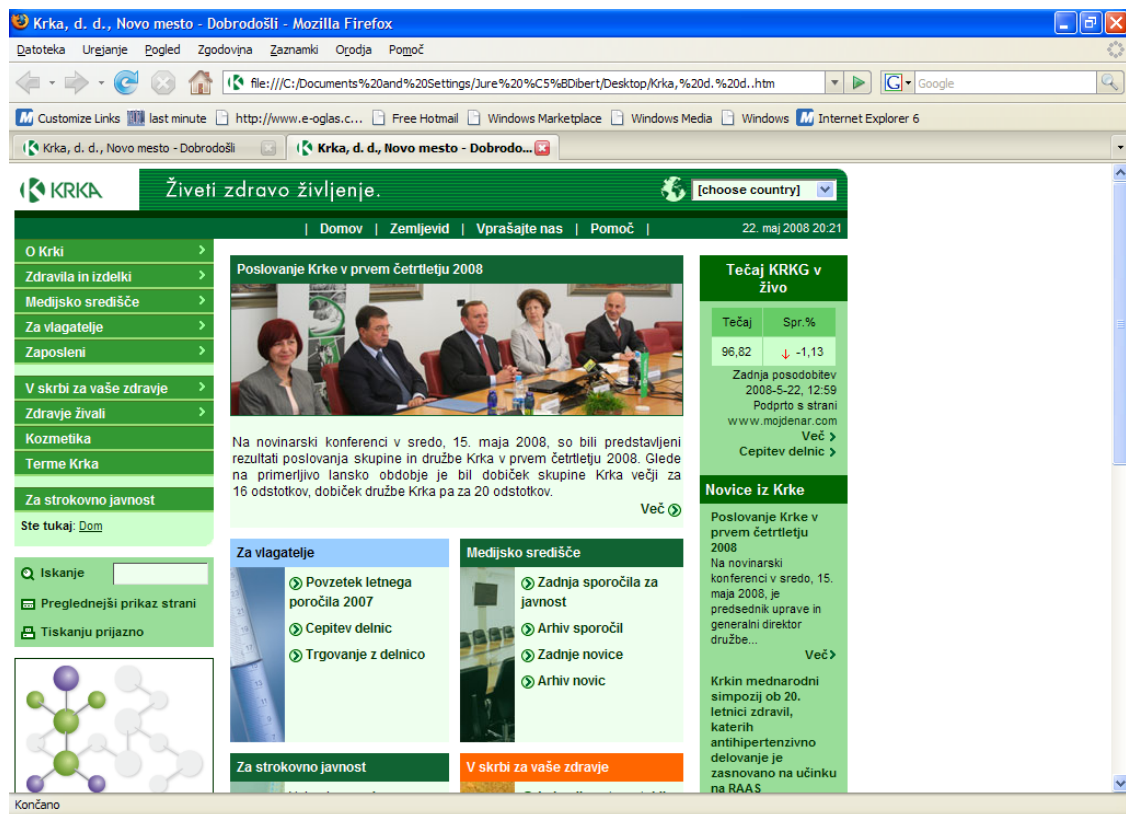 Krka, d. d., Novo mesto - Dobrodošli - Mozilla Firefox
Datoteka Urejanje Pogled Zgodovina Zaznamki Orodja Pomoč
file:///C:/Documents%20and%20Settings/Jure%20%C5%BDibert/Desktop/Krka,%20d.%20d..htm
G Google
Customize Links last minute http://www.e-oglas.c... Free Hotmail Windows Marketplace Windows Media Windows Internet Explorer 6
Krka, d. d., Novo mesto - Dobrodošli
Krka, d. d., Novo mesto - Dobrodo...
KRKA
Živeti zdravo življenje.
[choose country]
| Domov | Zemljevid | Vprašajte nas | Pomoč |
22. maj 2008 20:21
O Krki
Zdravila in izdelki
Medijsko središče
Za vlagatelje
Zaposleni
V skrbi za vaše zdravje
Zdravje živali
Kozmetika
Terme Krka
Za strokovno javnost
Ste tukaj: Dom
Iskanje
Preglednejši prikaz strani
Tiskanju prijazno
Poslovanje Krke v prvem četrtletju 2008
Na novinarski konferenci v sredo, 15. maja 2008, so bili predstavljeni
rezultati poslovanja skupine in družbe Krka v prvem četrtletju 2008. Glede
na primerljivo lansko obdobje je bil dobiček skupine Krka večji za
16 odstotkov, dobiček družbe Krka pa za 20 odstotkov.
Več
Za vlagatelje
Povzetek letnega
poročila 2007
Cepitev delnic
Trgovanje z delnico
Medijsko središče
Zadnja sporočila za
javnost
Arhiv sporočil
Zadnje novice
Arhiv novic
Za strokovno javnost
V skrbi za vaše zdravje
Tečaj KRKG v
živo
Tečaj Spr.%
96,82 ↓ -1,13
Zadnja posodobitev
2008-5-22, 12:59
Podprto s strani
www.mojdenar.com
Več
Cepitev delnic
Novice iz Krke
Poslovanje Krke v
prvem četrtletju
2008
Na novinarski
konferenci v sredo, 15.
maja 2008, je
predsednik uprave in
generalni direktor
družbe...
Več
Krkin mednarodni
simpozij ob 20.
letnici zdravil,
katerih
antihipertenzivno
delovanje je
zasnovano na učinku
na RAAS
Končano